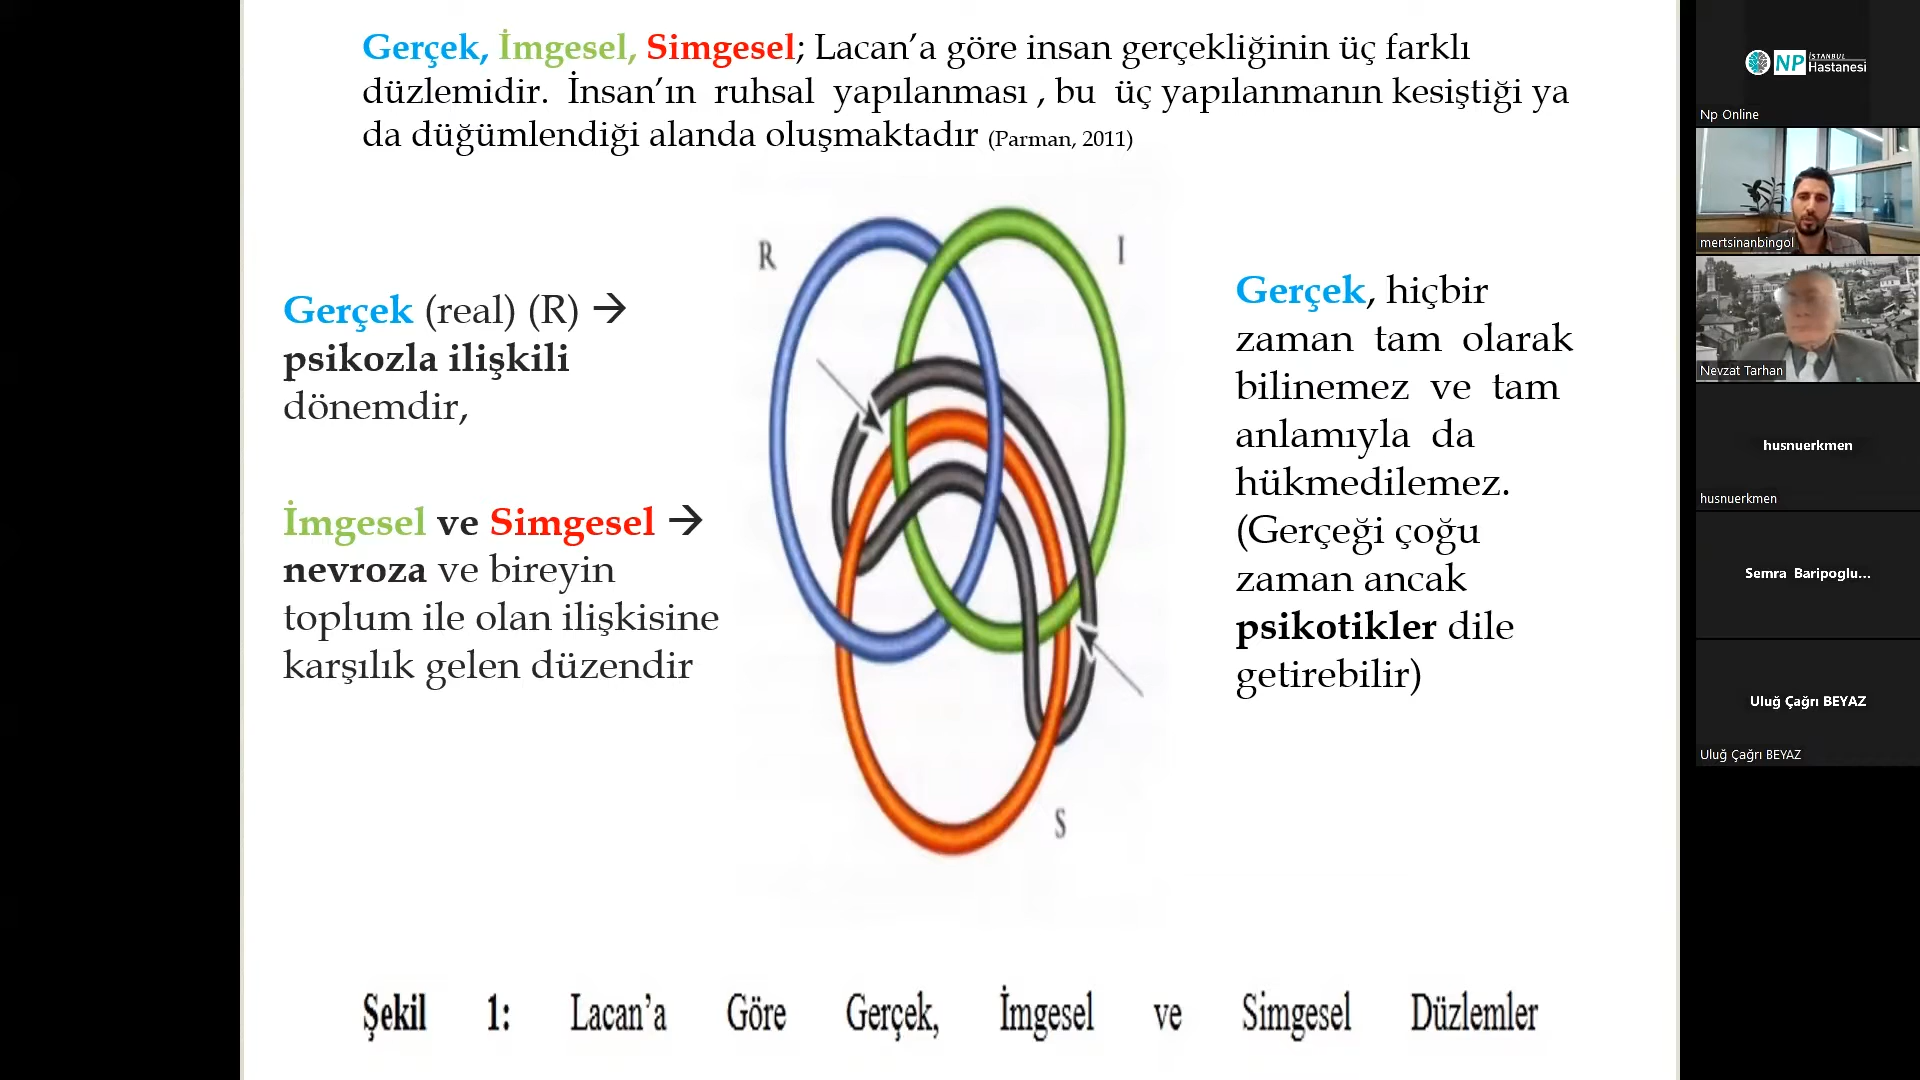 Gerçek, İmgesel, Simgesel; Lacan’a göre insan gerçekliğinin üç farklı
düzlemidir. İnsan’ın ruhsal yapılanması , bu üç yapılanmanın kesiştiği ya
da düğümlendiği alanda oluşmaktadır (Parman, 2011)
R
I
Gerçek (real) (R) →
psikozla ilişkili
dönemdir,
İmgesel ve Simgesel →
nevroza ve bireyin
toplum ile olan ilişkisine
karşılık gelen düzendir
Gerçek, hiçbir
zaman tam olarak
bilinemez ve tam
anlamıyla da
hükmedilemez.
(Gerçeği çoğu
zaman ancak
psikotikler dile
getirebilir)
S
Şekil 1: Lacan’a Göre Gerçek, İmgesel ve Simgesel Düzlemler
NP İSTANBUL
Hastanesi
Np Online
mertsinanbingol
Nevzat Tarhan
husnuerkmen
husnuerkmen
Semra Baripoglu...
Uluğ Çağrı BEYAZ
Uluğ Çağrı BEYAZ